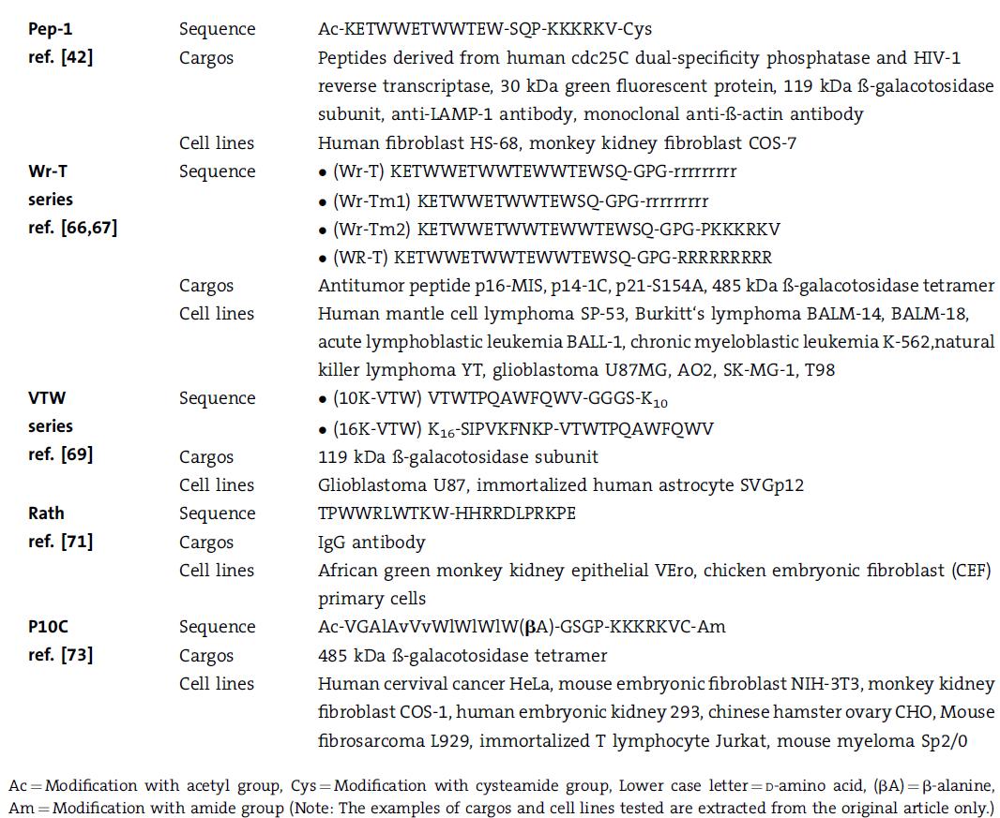 Pep-1 Sequence Ac-KETWWETWWTEW-SQP-KKKRKV-Cys
ref. [42] Cargos Peptides derived from human cdc25C dual-specificity phosphatase and HIV-1
reverse transcriptase, 30 kDa green fluorescent protein, 119 kDa ß-galacotosidase
subunit, anti-LAMP-1 antibody, monoclonal anti-ß-actin antibody
Cell lines Human fibroblast HS-68, monkey kidney fibroblast COS-7
Wr-T Sequence • (Wr-T) KETWWETWWTEWWTEWSQ-GPG-rrrrrrrrr
series • (Wr-Tm1) KETWWETWWTEWSQ-GPG-rrrrrrrrr
ref. [66,67] • (Wr-Tm2) KETWWETWWTEWWTEWSQ-GPG-PKKKRKV
• (WR-T) KETWWETWWTEWWTEWSQ-GPG-RRRRRRRRR
Cargos Antitumor peptide p16-MIS, p14-1C, p21-S154A, 485 kDa ß-galacotosidase tetramer
Cell lines Human mantle cell lymphoma SP-53, Burkitt‘s lymphoma BALM-14, BALM-18,
acute lymphoblastic leukemia BALL-1, chronic myeloblastic leukemia K-562,natural
killer lymphoma YT, glioblastoma U87MG, AO2, SK-MG-1, T98
VTW Sequence • (10K-VTW) VTWTPQAWFQWV-GGGS-K₁₀
series • (16K-VTW) K₁₆-SIPVKFNKP-VTWTPQAWFQWV
ref. [69] Cargos 119 kDa ß-galacotosidase subunit
Cell lines Glioblastoma U87, immortalized human astrocyte SVGp12
Rath Sequence TPWWRLWTKW-HHRRDLPRKPE
ref. [71] Cargos IgG antibody
Cell lines African green monkey kidney epithelial VEro, chicken embryonic fibroblast (CEF)
primary cells
P10C Sequence Ac-VGAlAvVvWlWlWlW(βA)-GSGP-KKKRKVC-Am
ref. [73] Cargos 485 kDa ß-galacotosidase tetramer
Cell lines Human cervival cancer HeLa, mouse embryonic fibroblast NIH-3T3, monkey kidney
fibroblast COS-1, human embryonic kidney 293, chinese hamster ovary CHO, Mouse
fibrosarcoma L929, immortalized T lymphocyte Jurkat, mouse myeloma Sp2/0
Ac=Modification with acetyl group, Cys=Modification with cysteamide group, Lower case letter=D-amino acid, (βA)=β-alanine,
Am=Modification with amide group (Note: The examples of cargos and cell lines tested are extracted from the original article only.)